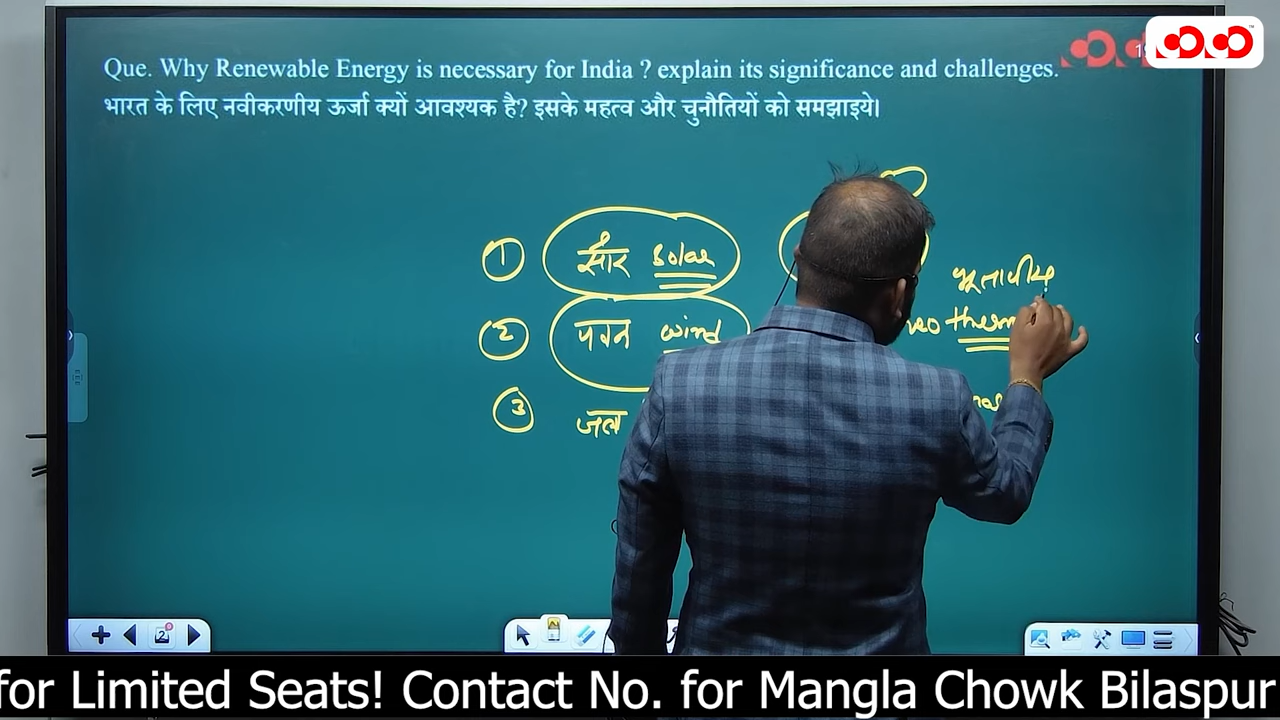 Que. Why Renewable Energy is necessary for India ? explain its significance and challenges.
भारत के लिए नवीकरणीय ऊर्जा क्यों आवश्यक है? इसके महत्व और चुनौतियों को समझाइये।
① सौर Solar
भूतापीय
② पवन wind
③ जल
2
for Limited Seats! Contact No. for Mangla Chowk Bilaspur